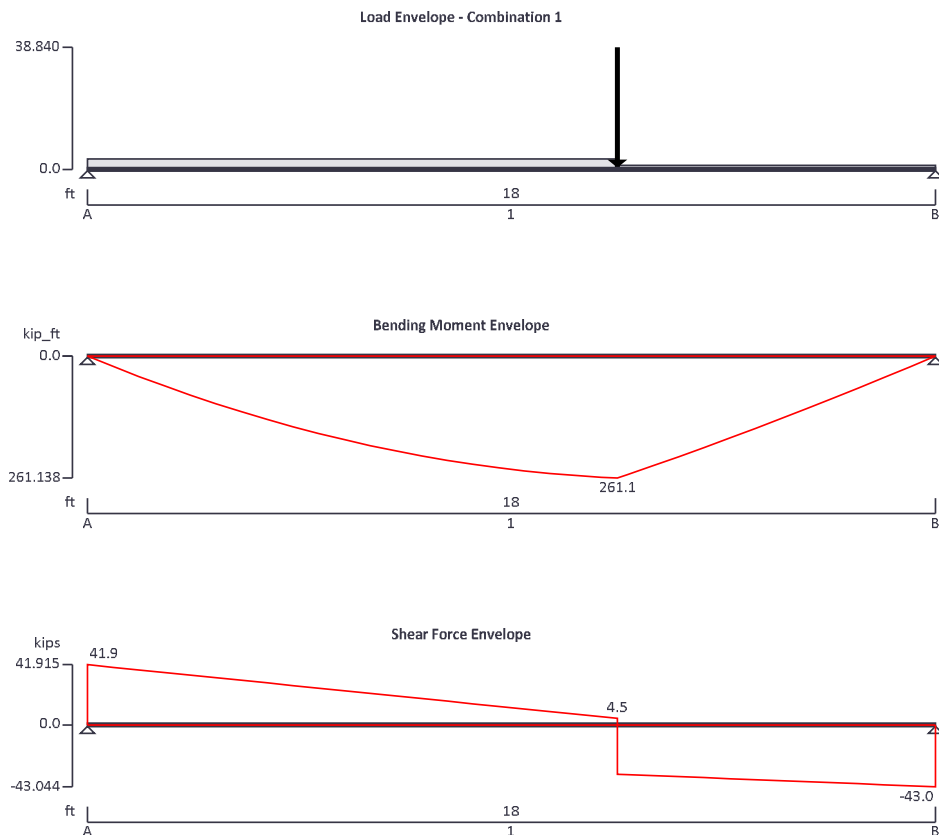 Load Envelope - Combination 1
38.840
0.0
ft
18
A
1
B
Bending Moment Envelope
kip_ft
0.0
261.138
261.1
ft
18
A
1
B
Shear Force Envelope
kips
41.915
41.9
4.5
0.0
-43.044
-43.0
ft
18
A
1
B